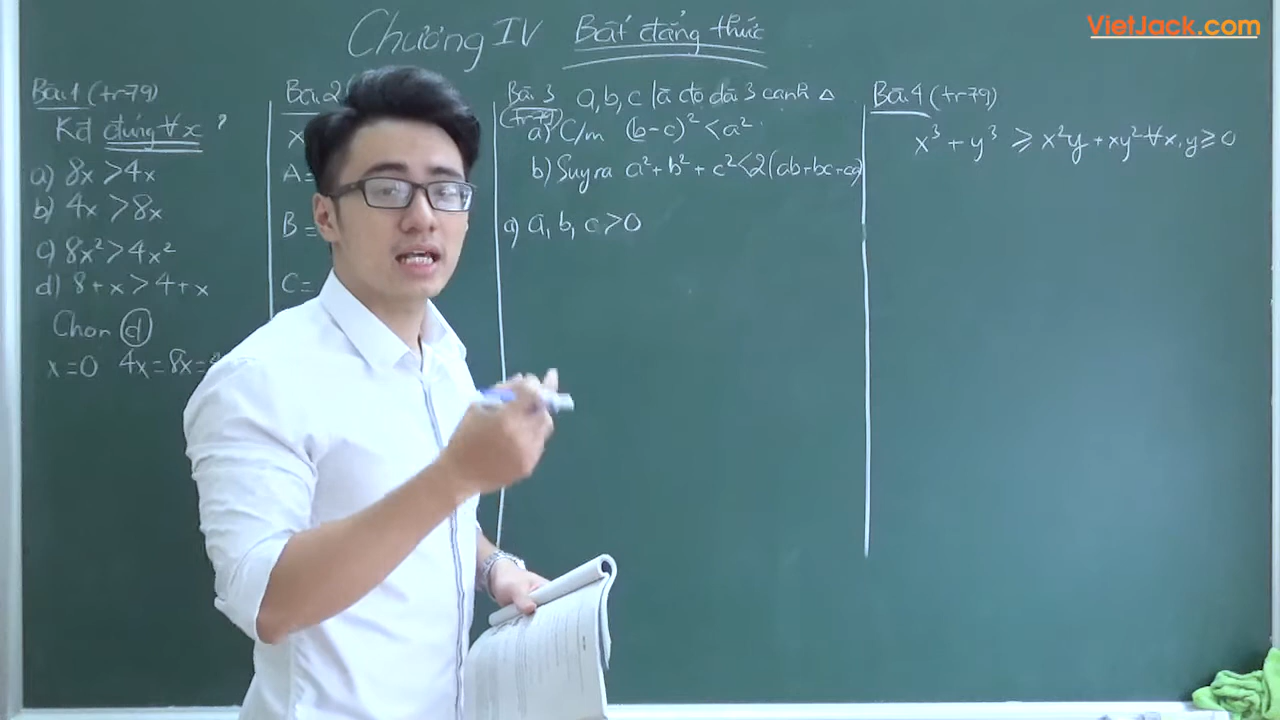 VietJack.com
Chương IV Bất đẳng thức
Bài 1 (tr79)
Kđ đúng ∀x ?
a) 8x > 4x
b) 4x > 8x
c) 8x² > 4x²
d) 8 + x > 4 + x
Chọn d
x = 0 4x = 8x =
Bài 2
x
A =
B =
C =
Bài 3 a, b, c là độ dài 3 cạnh Δ
(tr79) a) C/m (b-c)² < a²
b) Suy ra a² + b² + c² < 2(ab + bc + ca)
a) a, b, c > 0
Bài 4 (tr79)
x³ + y³ ≥ x²y + xy² ∀x, y ≥ 0